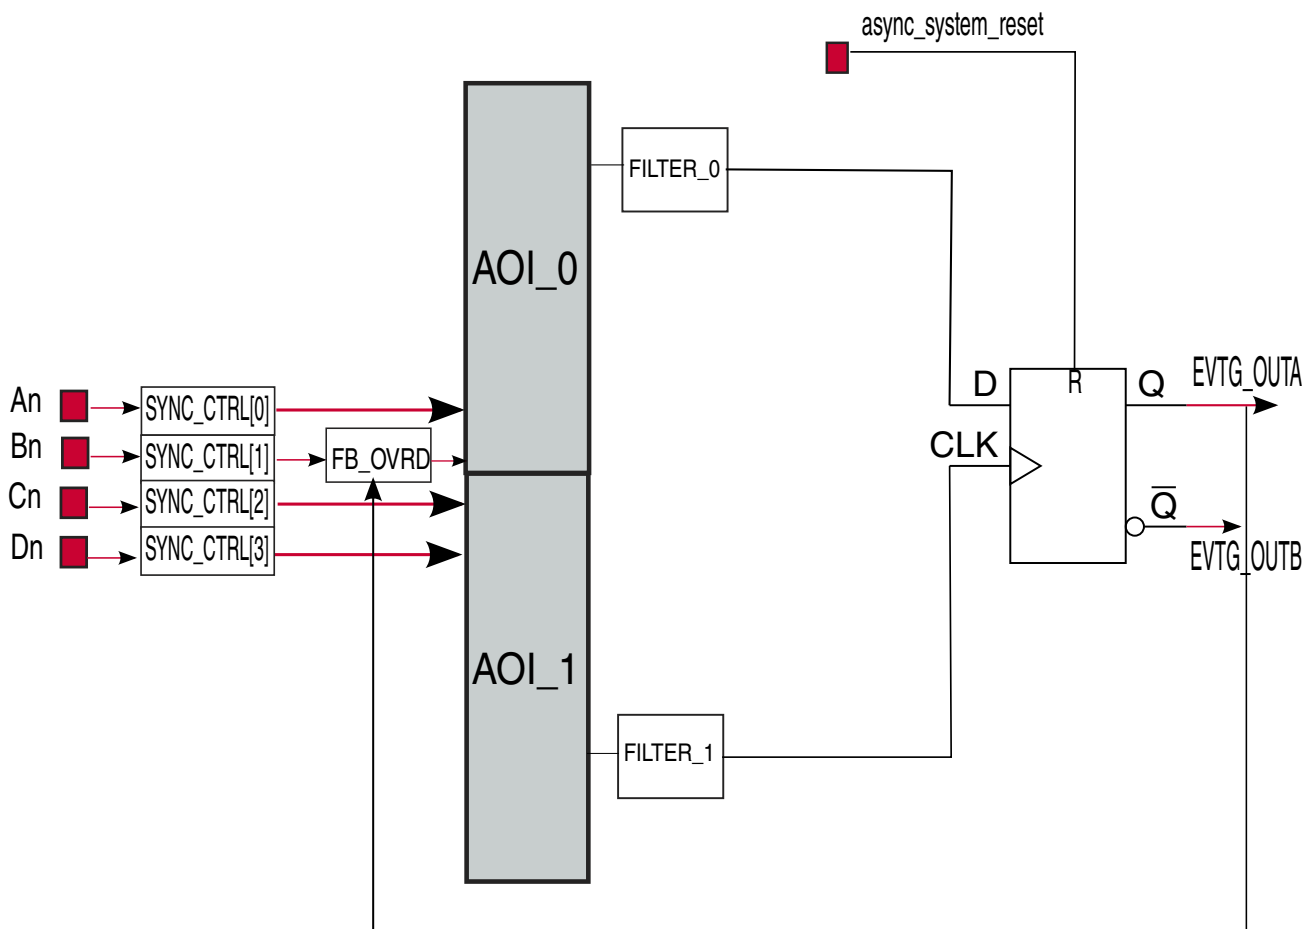 async_system_reset
FILTER_0
AOI_0
An
SYNC_CTRL[0]
D
R
Q
EVTG_OUTA
Bn
SYNC_CTRL[1]
FB_OVRD
CLK
Cn
SYNC_CTRL[2]
Q̅
Dn
SYNC_CTRL[3]
EVTG_OUTB
AOI_1
FILTER_1